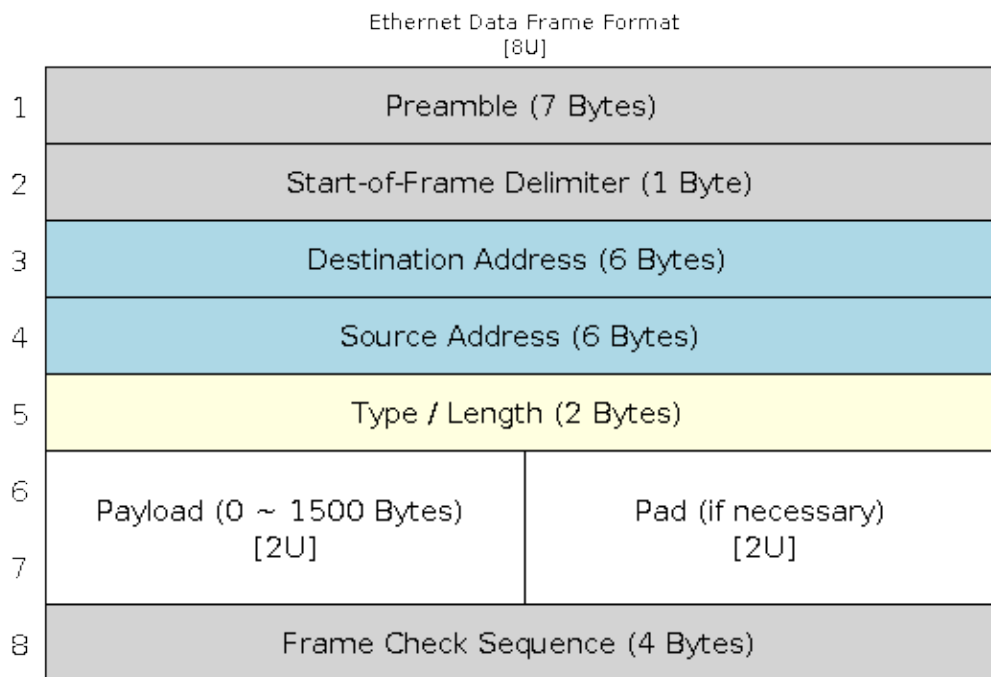 Ethernet Data Frame Format
[8U]
1
Preamble (7 Bytes)
2
Start-of-Frame Delimiter (1 Byte)
3
Destination Address (6 Bytes)
4
Source Address (6 Bytes)
5
Type / Length (2 Bytes)
6
Payload (0 ~ 1500 Bytes)
[2U]
Pad (if necessary)
[2U]
7
8
Frame Check Sequence (4 Bytes)